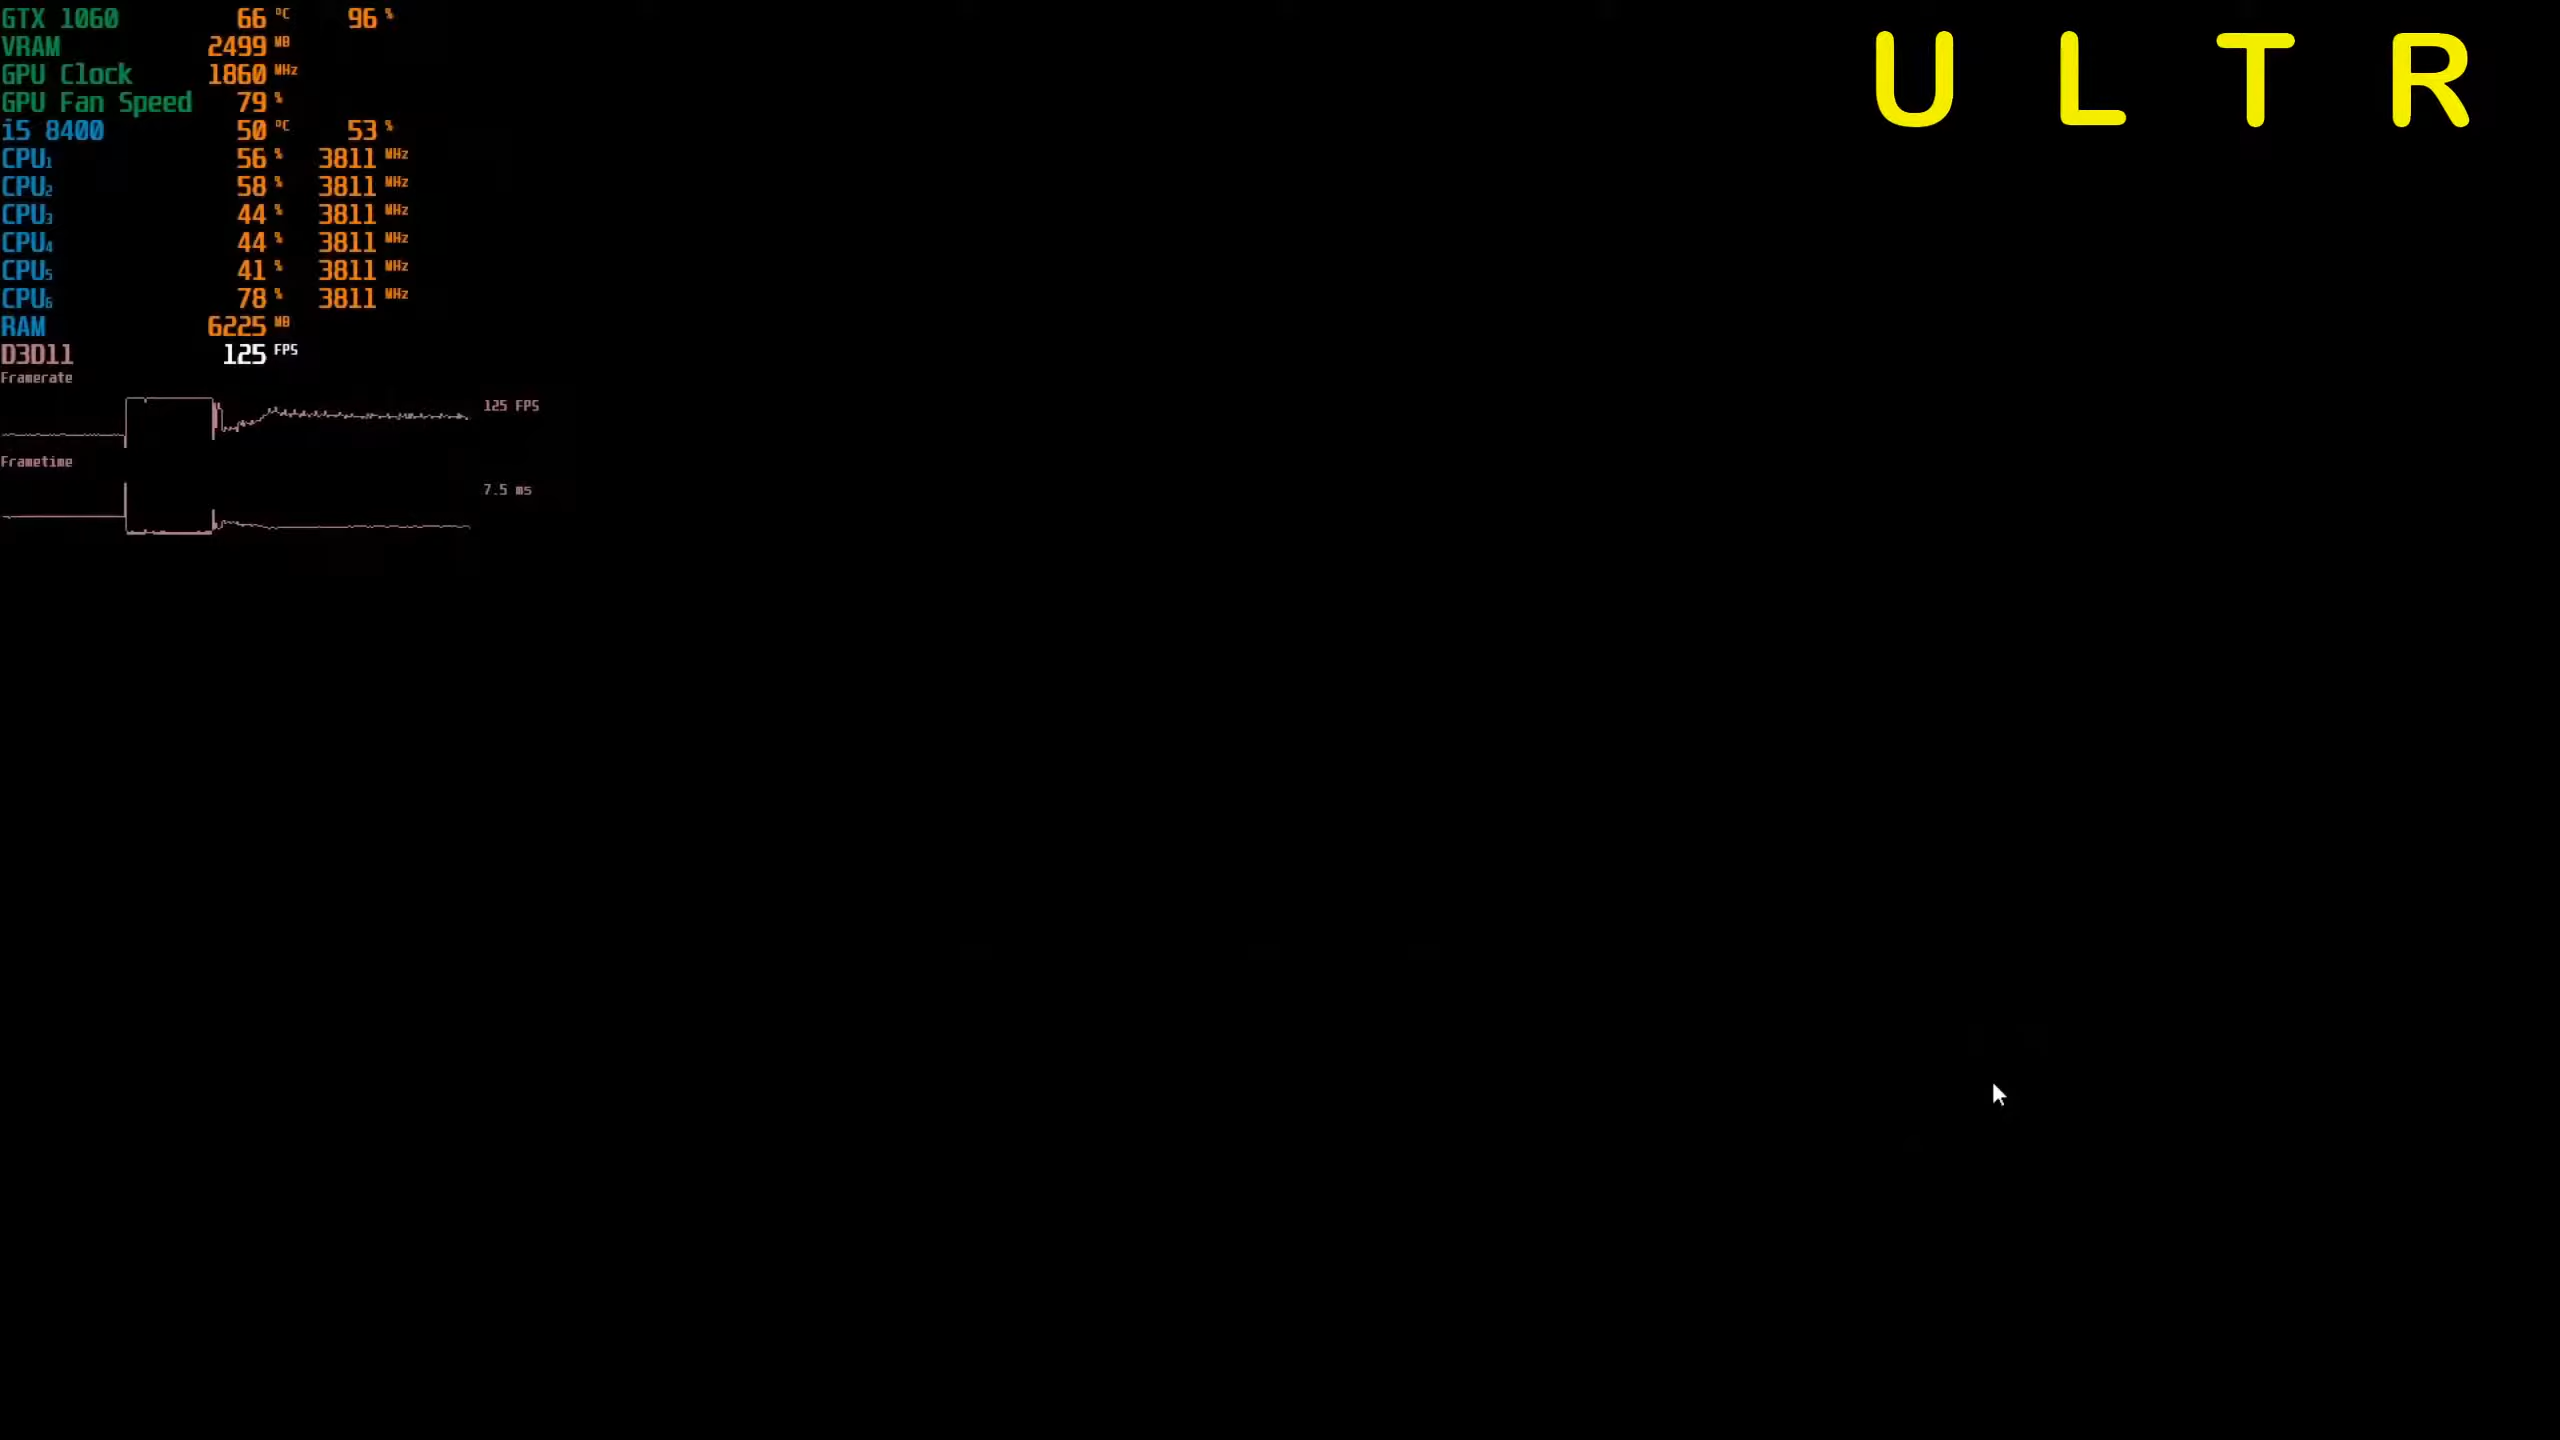 GTX 1060 66 °C 96 %
VRAM 2499 MB
GPU Clock 1860 MHz
GPU Fan Speed 79 %
i5 8400 50 °C 53 %
CPU1 56 % 3811 MHz
CPU2 58 % 3811 MHz
CPU3 44 % 3811 MHz
CPU4 44 % 3811 MHz
CPU5 41 % 3811 MHz
CPU6 78 % 3811 MHz
RAM 6225 MB
D3D11 125 FPS
Framerate
125 FPS
Frametime
7.5 ms
U L T R